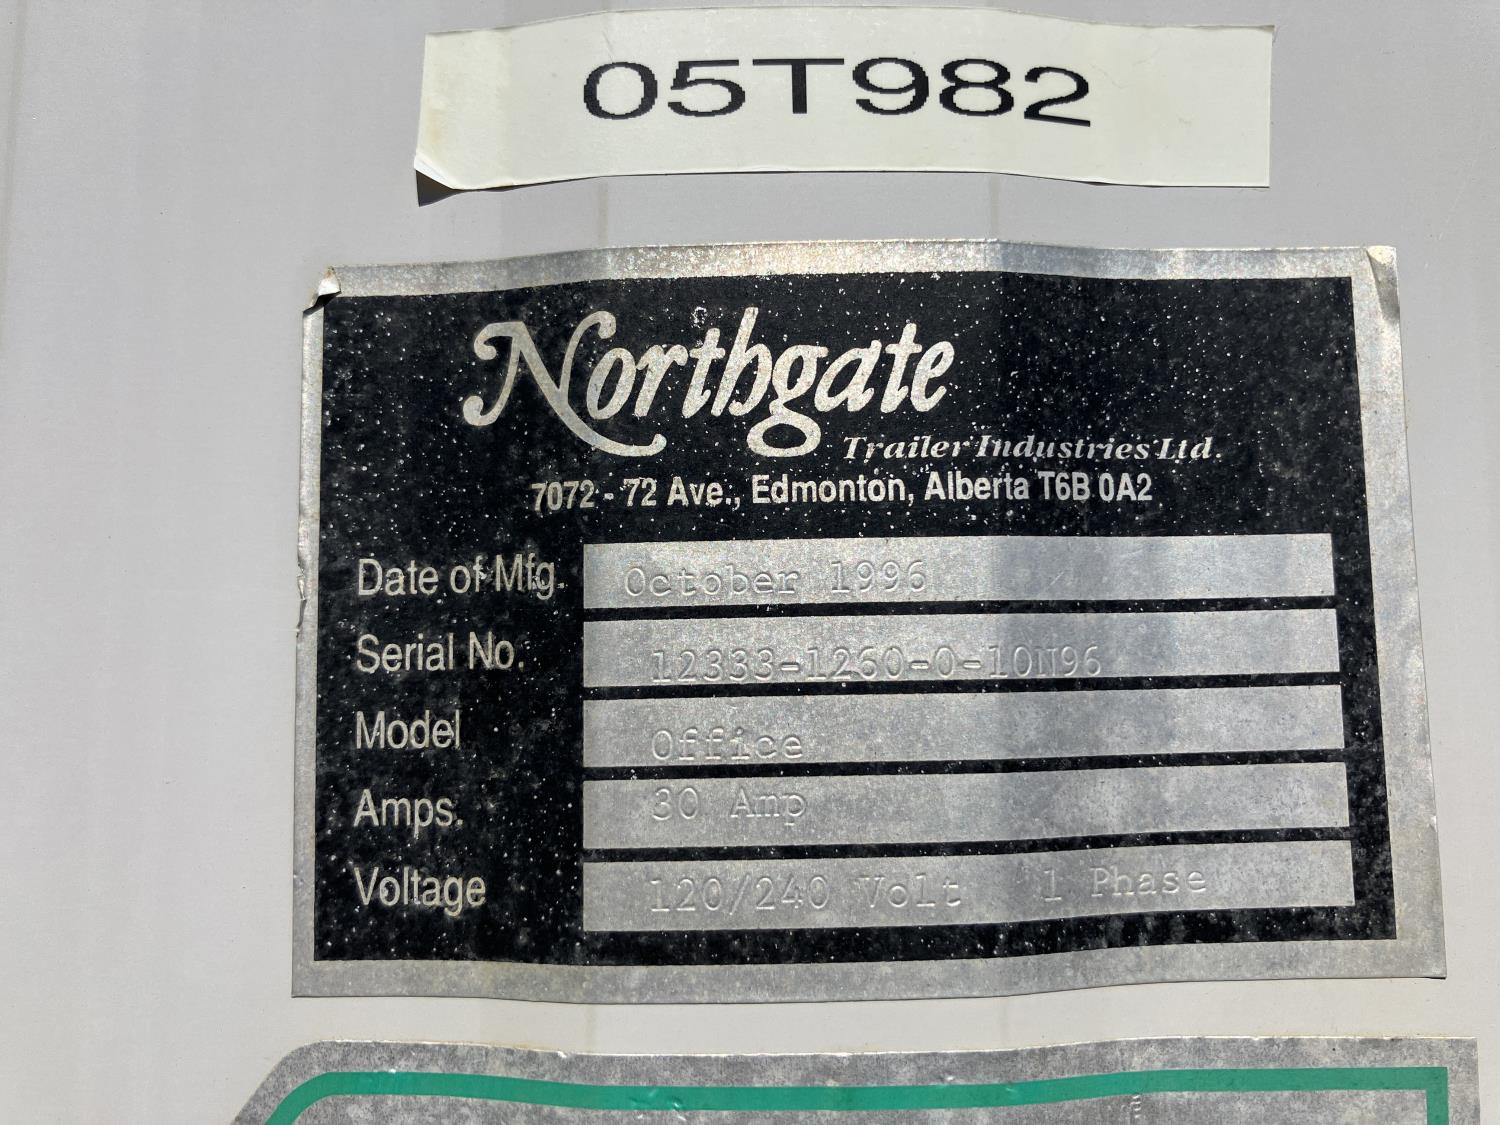 05T982
Northgate
Trailer Industries Ltd.
7072 - 72 Ave., Edmonton, Alberta T6B 0A2
Date of Mfg. October 1996
Serial No. 12333-1260-0-10N96
Model Office
Amps. 30 Amp
Voltage 120/240 Volt 1 Phase